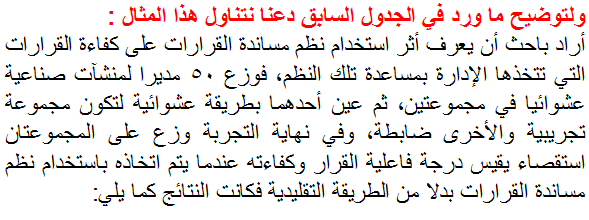 ولتوضيح ما ورد في الجدول السابق دعنا نتناول هذا المثال :
أراد باحث أن يعرف أثر استخدام نظم مساندة القرارات على كفاءة القرارات
التي تتخذها الإدارة بمساعدة تلك النظم، فوزع ٥٠ مديرا لمنشآت صناعية
عشوائيا في مجموعتين، ثم عين أحدهما بطريقة عشوائية لتكون مجموعة
تجريبية والأخرى ضابطة، وفي نهاية التجربة وزع على المجموعتان
استقصاء يقيس درجة فاعلية القرار وكفاءته عندما يتم اتخاذه باستخدام نظم
مساندة القرارات بدلا من الطريقة التقليدية فكانت النتائج كما يلي: